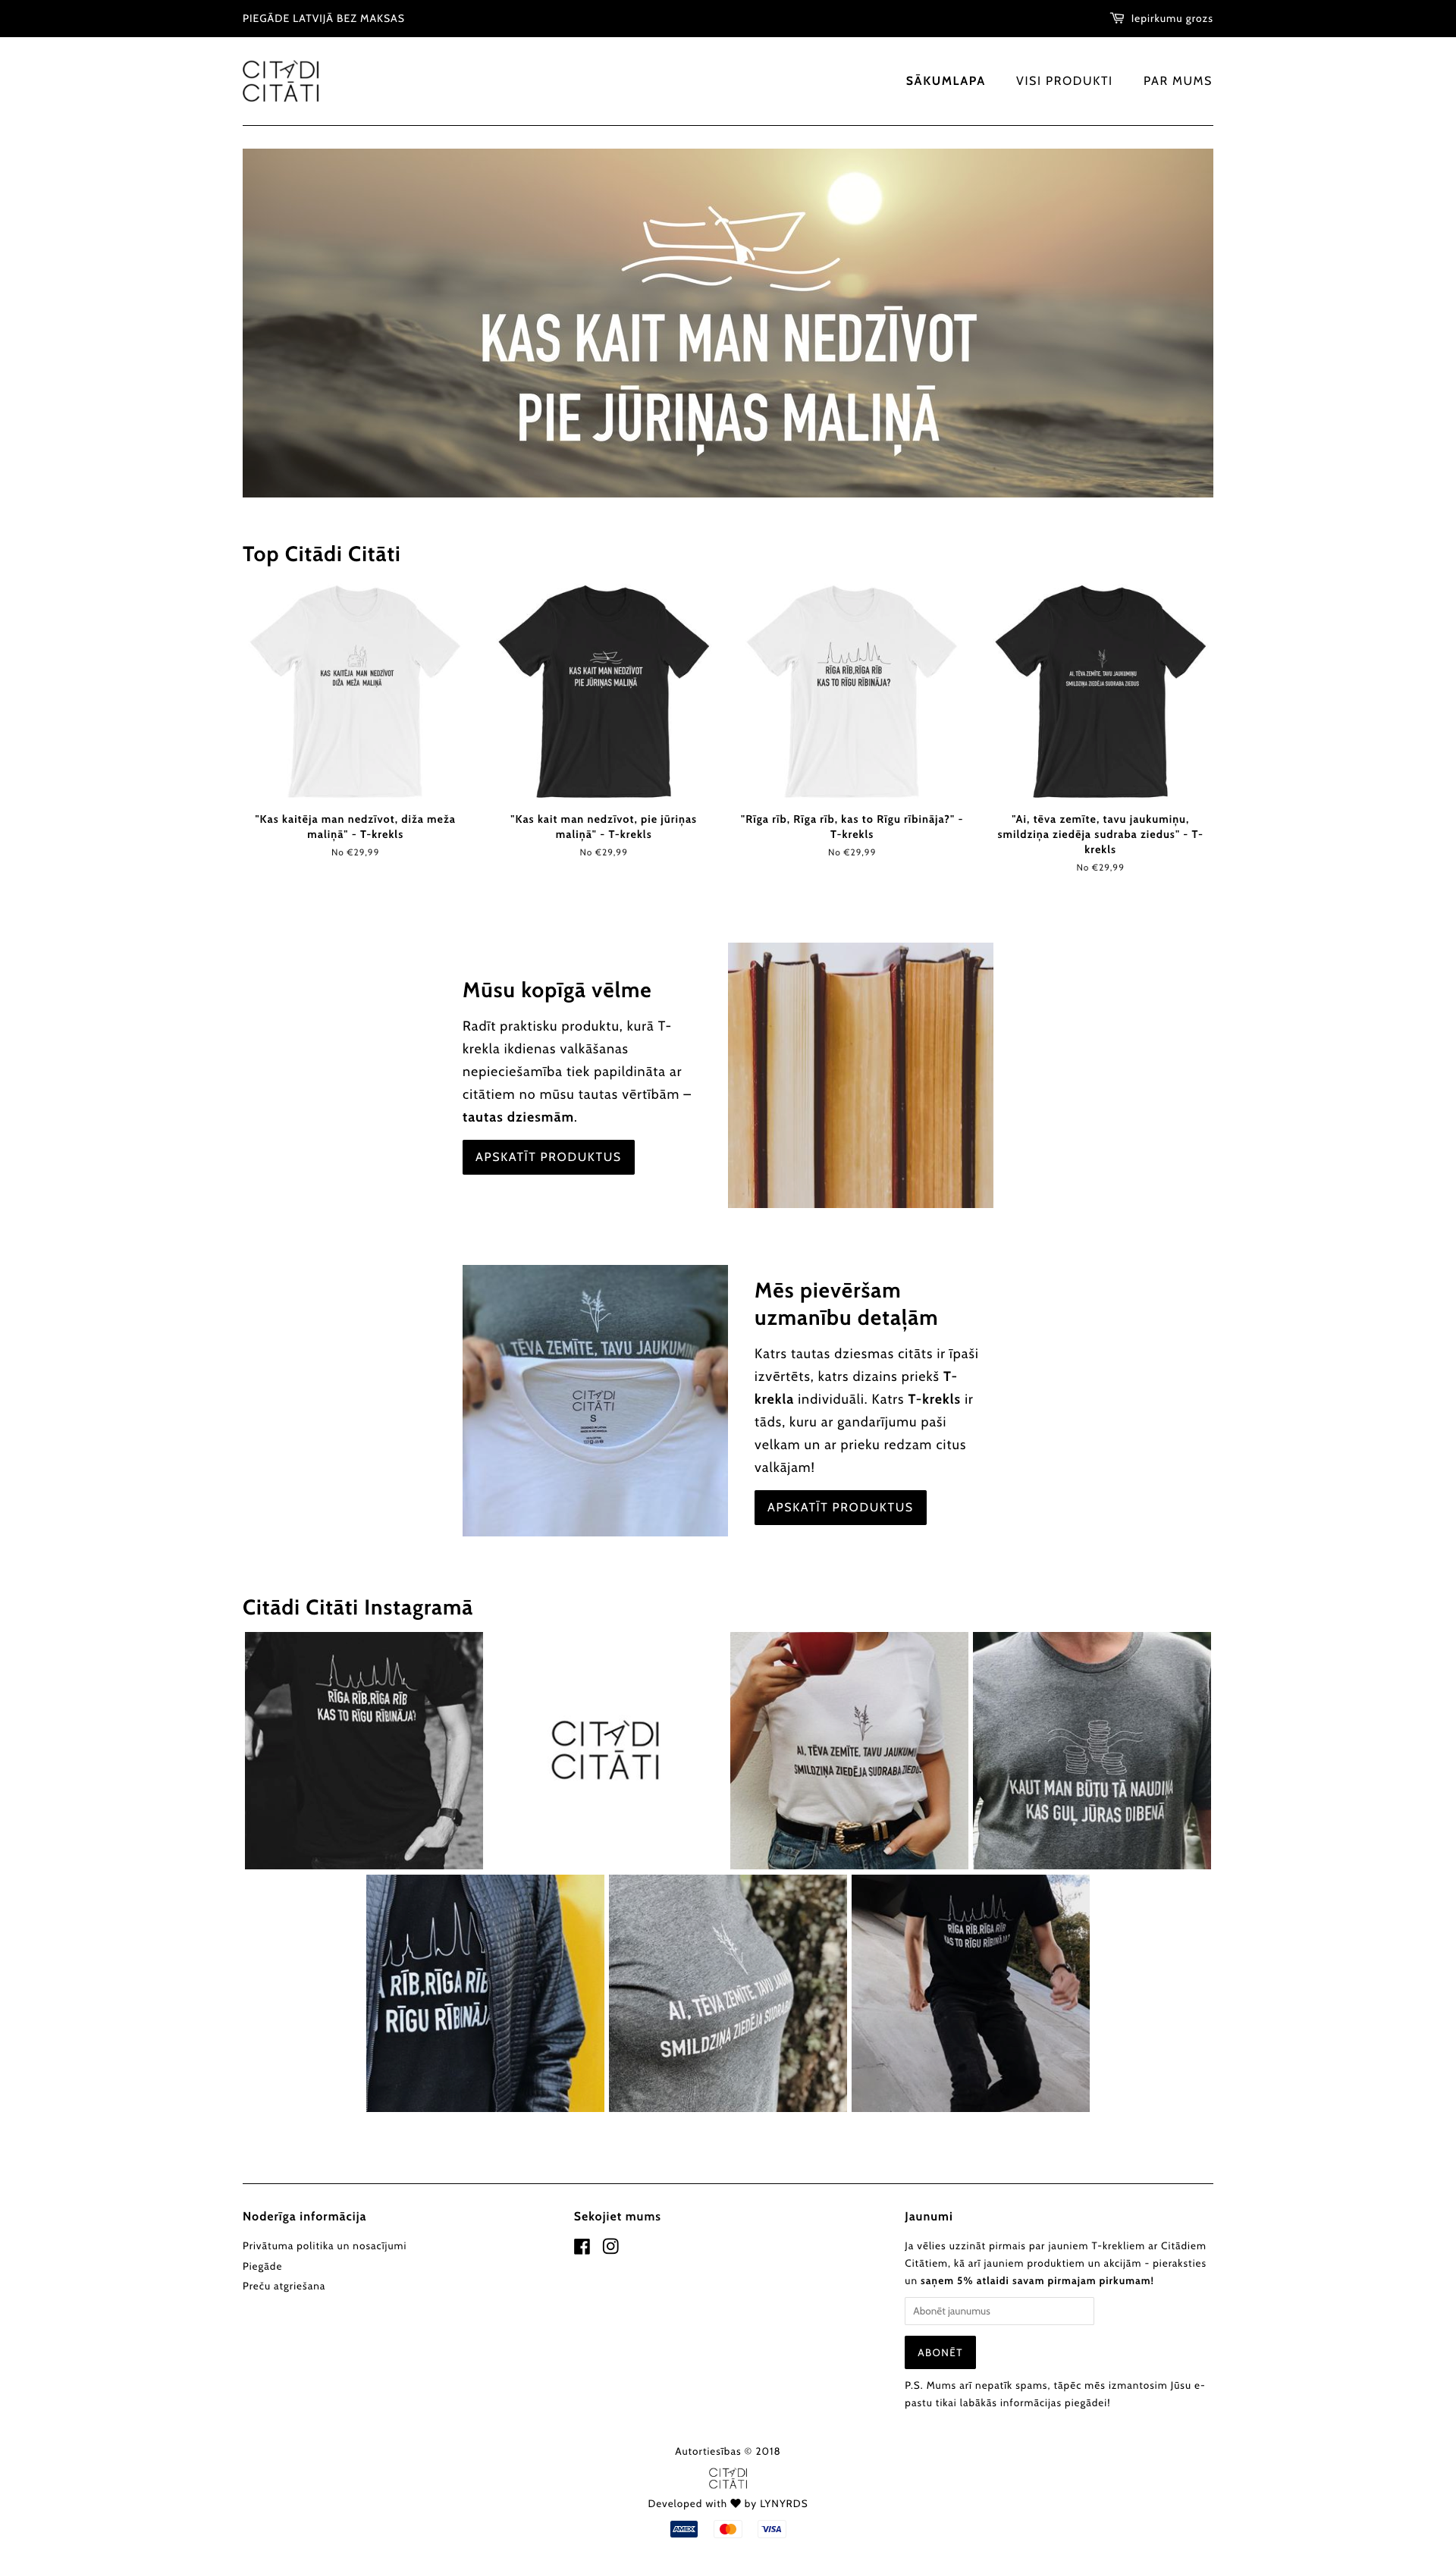 PIEGĀDE LATVIJĀ BEZ MAKSAS
Iepirkumu grozs
CITĀDI
CITĀTI
SĀKUMLAPA
VISI PRODUKTI
PAR MUMS
KAS KAIT MAN NEDZĪVOT
PIE JŪRIŅAS MALIŅĀ
Top Citādi Citāti
KAS KAITĒJA MAN NEDZĪVOT
DIŽA MEŽA MALIŅĀ
KAS KAIT MAN NEDZĪVOT
PIE JŪRIŅAS MALIŅĀ
RĪGA RĪB,RĪGA RĪB
KAS TO RĪGU RĪBINĀJA?
AI, TĒVA ZEMĪTE, TAVU JAUKUMIŅU
SMILDZIŅA ZIEDĒJA SUDRABA ZIEDUS
"Kas kaitēja man nedzīvot, diža meža
maliņā" - T-krekls
No €29,99
"Kas kait man nedzīvot, pie jūriņas
maliņā" - T-krekls
No €29,99
"Rīga rīb, Rīga rīb, kas to Rīgu rībināja?" -
T-krekls
No €29,99
"Ai, tēva zemīte, tavu jaukumiņu,
smildziņa ziedēja sudraba ziedus" - T-
krekls
No €29,99
Mūsu kopīgā vēlme
Radīt praktisku produktu, kurā T-
krekla ikdienas valkāšanas
nepieciešamība tiek papildināta ar
citātiem no mūsu tautas vērtībām –
tautas dziesmām.
APSKATĪT PRODUKTUS
AI, TĒVA ZEMĪTE, TAVU JAUKUMIŅ
CITĀDI
CITĀTI
S
Mēs pievēršam
uzmanību detaļām
Katrs tautas dziesmas citāts ir īpaši
izvērtēts, katrs dizains priekš T-
krekla individuāli. Katrs T-krekls ir
tāds, kuru ar gandarījumu paši
velkam un ar prieku redzam citus
valkājam!
APSKATĪT PRODUKTUS
Citādi Citāti Instagramā
RĪGA RĪB,RĪGA RĪB
KAS TO RĪGU RĪBINĀJA?
CITĀDI
CITĀTI
AI, TĒVA ZEMĪTE, TAVU JAUKUMI
SMILDZIŅA ZIEDĒJA SUDRABA ZIEDUS
KAUT MAN BŪTU TĀ NAUDIŅA
KAS GUĻ JŪRAS DIBENĀ
A RĪB,RĪGA RĪB
RĪGU RĪBINĀJA
AI, TĒVA ZEMĪTE, TAVU JAUK
SMILDZIŅA ZIEDĒJA SUDRAB
RĪGA RĪB,RĪGA RĪB
KAS TO RĪGU RĪBINĀJA?
Noderīga informācija
Privātuma politika un nosacījumi
Piegāde
Preču atgriešana
Sekojiet mums
Jaunumi
Ja vēlies uzzināt pirmais par jauniem T-krekliem ar Citādiem
Citātiem, kā arī jauniem produktiem un akcijām - pieraksties
un saņem 5% atlaidi savam pirmajam pirkumam!
Abonēt jaunumus
ABONĒT
P.S. Mums arī nepatīk spams, tāpēc mēs izmantosim Jūsu e-
pastu tikai labākās informācijas piegādei!
Autortiesības © 2018
CITĀDI
CITĀTI
Developed with ♥ by LYNYRDS
AMEX
VISA